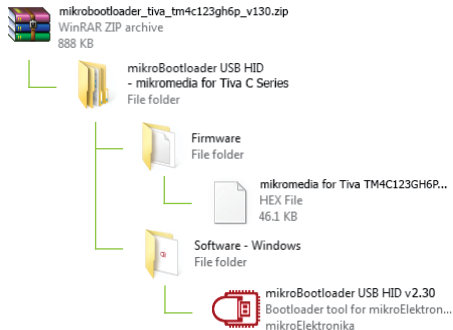 mikrobootloader_tiva_tm4c123gh6p_v130.zip
WinRAR ZIP archive
888 KB
mikroBootloader USB HID
- mikromedia for Tiva C Series
File folder
Firmware
File folder
mikromedia for Tiva TM4C123GH6P...
HEX File
46.1 KB
Software - Windows
File folder
mikroBootloader USB HID v2.30
Bootloader tool for mikroElektron...
mikroElektronika